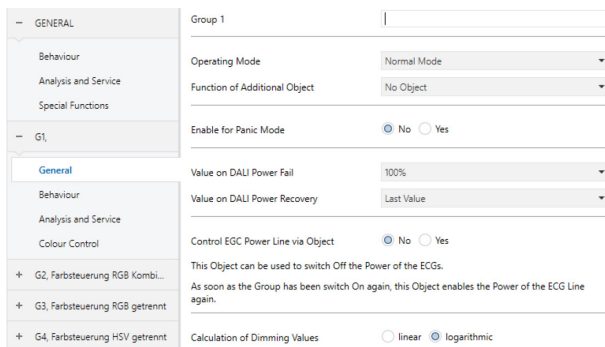 GENERAL
Behaviour
Analysis and Service
Special Functions
G1,
General
Behaviour
Analysis and Service
Colour Control
G2, Farbsteuerung RGB Kombi...
G3, Farbsteuerung RGB getrennt
G4, Farbsteuerung HSV getrennt
Group 1
Operating Mode Normal Mode
Function of Additional Object No Object
Enable for Panic Mode No Yes
Value on DALI Power Fail 100%
Value on DALI Power Recovery Last Value
Control EGC Power Line via Object No Yes
This Object can be used to switch Off the Power of the ECGs.
As soon as the Group has been switch On again, this Object enables the Power of the ECG Line
again.
Calculation of Dimming Values linear logarithmic